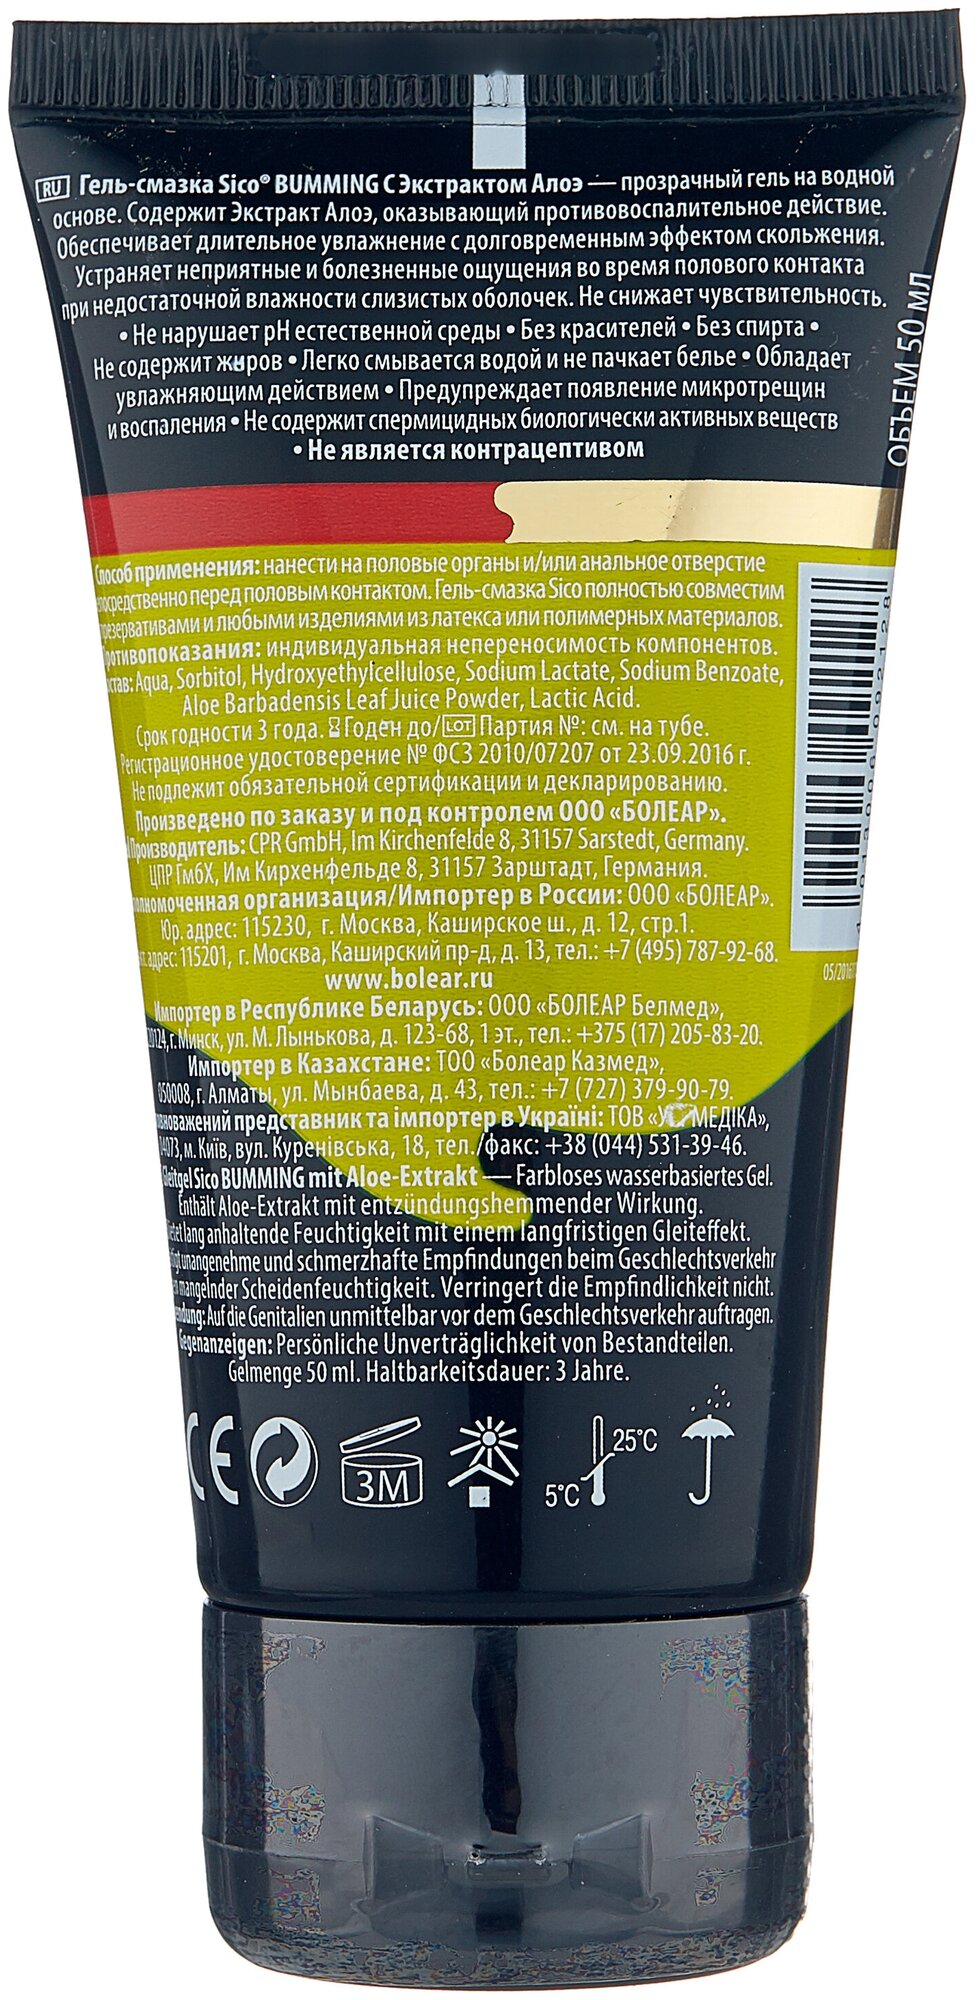 RU Гель-смазка Sico® BUMMING С Экстрактом Алоэ — прозрачный гель на водной
основе. Содержит Экстракт Алоэ, оказывающий противовоспалительное действие.
Обеспечивает длительное увлажнение с долговременным эффектом скольжения.
Устраняет неприятные и болезненные ощущения во время полового контакта
при недостаточной влажности слизистых оболочек. Не снижает чувствительность.
• Не нарушает pH естественной среды • Без красителей • Без спирта •
Не содержит жиров • Легко смывается водой и не пачкает белье • Обладает
увлажняющим действием • Предупреждает появление микротрещин
и воспаления • Не содержит спермицидных биологически активных веществ
• Не является контрацептивом
ОБЪЕМ 50 МЛ
Способ применения: нанести на половые органы и/или анальное отверстие
перед половым контактом. Гель-смазка Sico полностью совместим
и любыми изделиями из латекса или полимерных материалов.
Противопоказания: индивидуальная непереносимость компонентов.
Aqua, Sorbitol, Hydroxyethylcellulose, Sodium Lactate, Sodium Benzoate,
Aloe Barbadensis Leaf Juice Powder, Lactic Acid.
Срок годности 3 года. Годен до/ LOT Партия №: см. на тубе.
Регистрационное удостоверение № ФСЗ 2010/07207 от 23.09.2016 г.
Не подлежит обязательной сертификации и декларированию.
Произведено по заказу и под контролем ООО «БОЛЕАР».
Производитель: CPR GmbH, Im Kirchenfelde 8, 31157 Sarstedt, Germany.
ЦПР ГмбХ, Им Кирхенфельде 8, 31157 Зарштадт, Германия.
организация/Импортер в России: ООО «БОЛЕАР».
Юр. адрес: 115230, г. Москва, Каширское ш., д. 12, стр.1.
адрес: 115201, г. Москва, Каширский пр-д, д. 13, тел.: +7 (495) 787-92-68.
www.bolear.ru
Импортер в Республике Беларусь: ООО «БОЛЕАР Белмед»,
г. Минск, ул. М. Лынькова, д. 123-68, 1 эт., тел.: +375 (17) 205-83-20.
Импортер в Казахстане: ТОО «Болеар Казмед»,
050008, г. Алматы, ул. Мынбаева, д. 43, тел.: +7 (727) 379-90-79.
представник та імпортер в Україні: ТОВ
м. Київ, вул. Куренівська, 18, тел./факс: +38 (044) 531-39-46.
Gleitgel Sico BUMMING mit Aloe-Extrakt — Farbloses wasserbasiertes Gel.
Enthält Aloe-Extrakt mit entzündungshemmender Wirkung.
lang anhaltende Feuchtigkeit mit einem langfristigen Gleiteffekt.
unangenehme und schmerzhafte Empfindungen beim Geschlechtsverkehr
mangelnder Scheidenfeuchtigkeit. Verringert die Empfindlichkeit nicht.
Auf die Genitalien unmittelbar vor dem Geschlechtsverkehr auftragen.
Gegenanzeigen: Persönliche Unverträglichkeit von Bestandteilen.
Gelmenge 50 ml. Haltbarkeitsdauer: 3 Jahre.
CE 3M 5°C 25°C